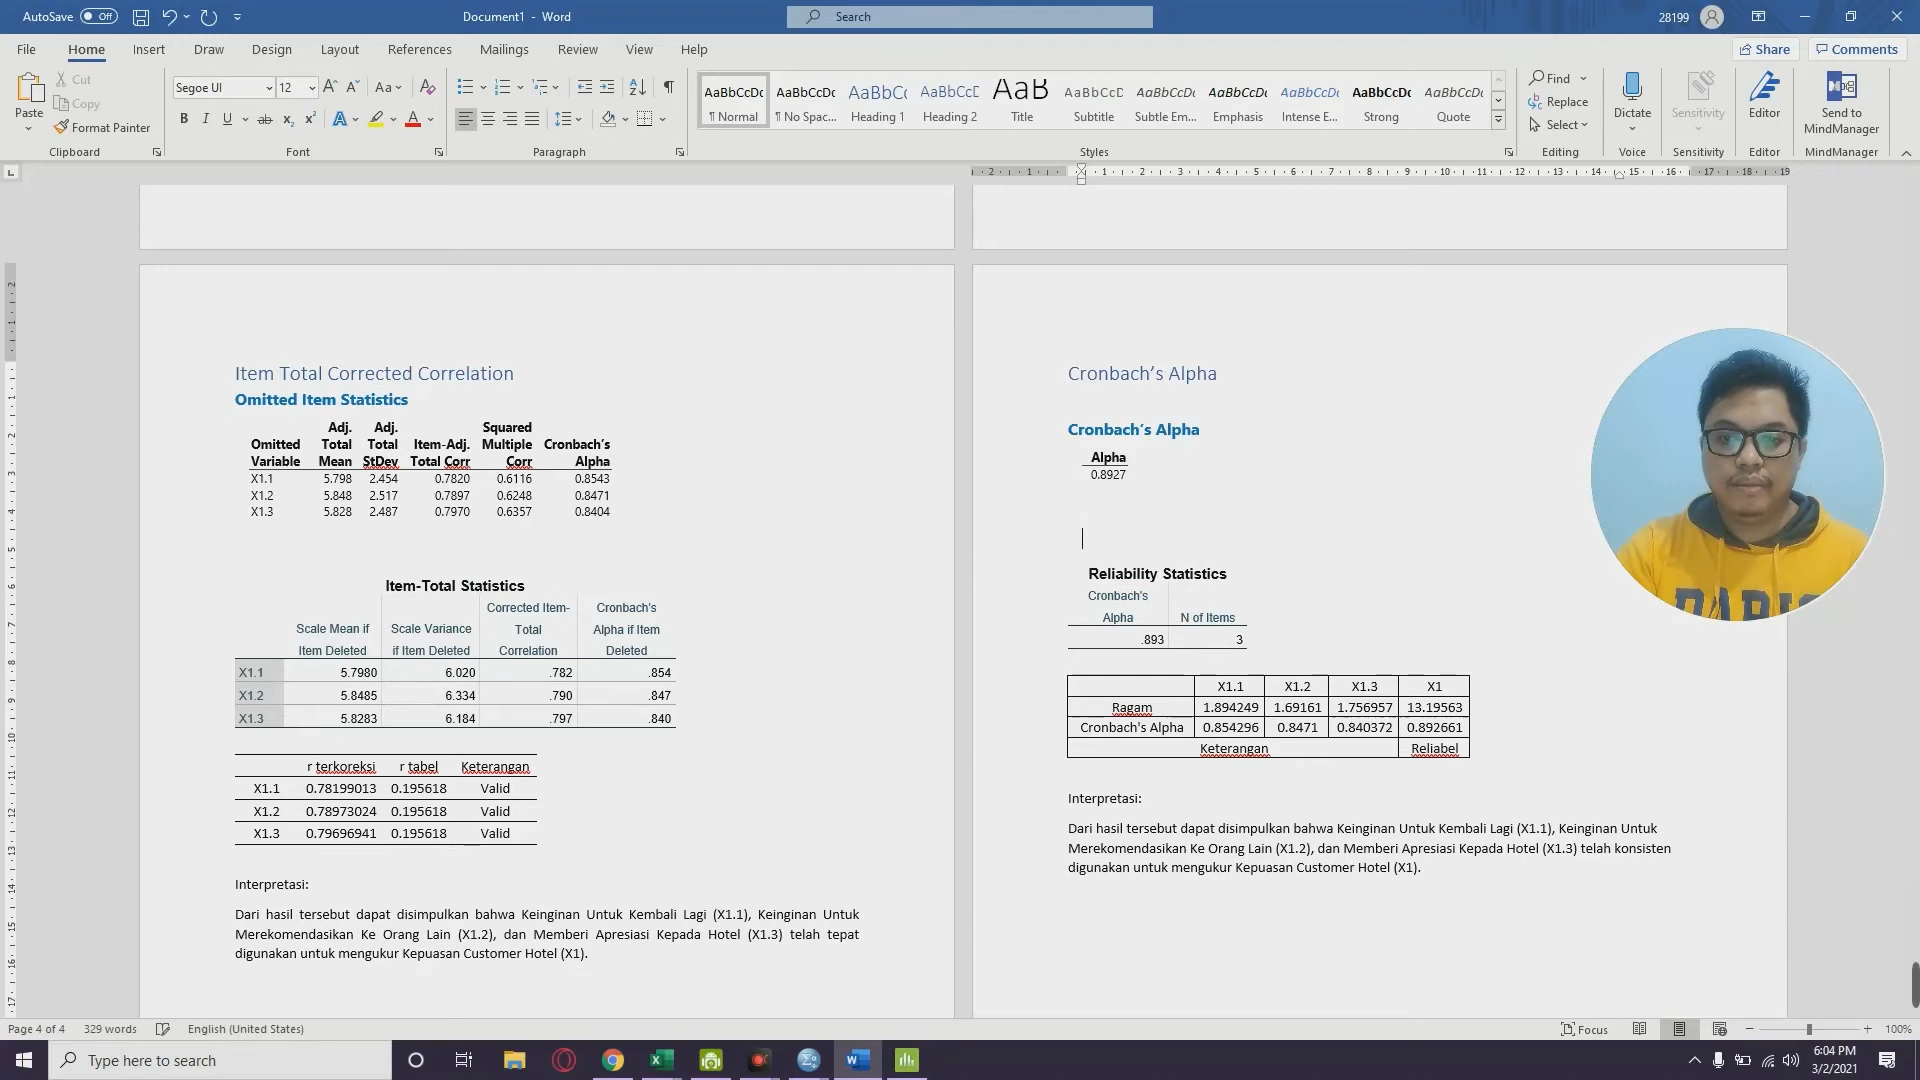 AutoSave Off
Document1 - Word
Search
28199
File Home Insert Draw Design Layout References Mailings Review View Help
Share Comments
Paste
Cut
Copy
Format Painter
Clipboard
Segoe UI 12
Font
Paragraph
AaBbCcDc AaBbCcDc AaBbCc AaBbCcD AaB AaBbCcD AaBbCcDc AaBbCcDc AaBbCcDc AaBbCcDc AaBbCcDc
¶ Normal ¶ No Spac... Heading 1 Heading 2 Title Subtitle Subtle Em... Emphasis Intense E... Strong Quote
Styles
Find
Replace
Select
Editing
Dictate
Voice
Sensitivity
Sensitivity
Editor
Editor
Send to
MindManager
MindManager
Item Total Corrected Correlation
Omitted Item Statistics
Adj. Adj. Squared
Omitted Total Total Item-Adj. Multiple Cronbach’s
Variable Mean StDev Total Corr Corr Alpha
X1.1 5.798 2.454 0.7820 0.6116 0.8543
X1.2 5.848 2.517 0.7897 0.6248 0.8471
X1.3 5.828 2.487 0.7970 0.6357 0.8404
Item-Total Statistics
Corrected Item- Cronbach's
Scale Mean if Scale Variance Total Alpha if Item
Item Deleted if Item Deleted Correlation Deleted
X1.1 5.7980 6.020 .782 .854
X1.2 5.8485 6.334 .790 .847
X1.3 5.8283 6.184 .797 .840
r terkoreksi r tabel Keterangan
X1.1 0.78199013 0.195618 Valid
X1.2 0.78973024 0.195618 Valid
X1.3 0.79696941 0.195618 Valid
Interpretasi:
Dari hasil tersebut dapat disimpulkan bahwa Keinginan Untuk Kembali Lagi (X1.1), Keinginan Untuk
Merekomendasikan Ke Orang Lain (X1.2), dan Memberi Apresiasi Kepada Hotel (X1.3) telah tepat
digunakan untuk mengukur Kepuasan Customer Hotel (X1).
Cronbach’s Alpha
Cronbach’s Alpha
Alpha
0.8927
Reliability Statistics
Cronbach's
Alpha N of Items
.893 3
X1.1 X1.2 X1.3 X1
Ragam 1.894249 1.69161 1.756957 13.19563
Cronbach's Alpha 0.854296 0.8471 0.840372 0.892661
Keterangan Reliabel
Interpretasi:
Dari hasil tersebut dapat disimpulkan bahwa Keinginan Untuk Kembali Lagi (X1.1), Keinginan Untuk
Merekomendasikan Ke Orang Lain (X1.2), dan Memberi Apresiasi Kepada Hotel (X1.3) telah konsisten
digunakan untuk mengukur Kepuasan Customer Hotel (X1).
Page 4 of 4 329 words English (United States)
Focus
100%
Type here to search
6:04 PM
3/2/2021